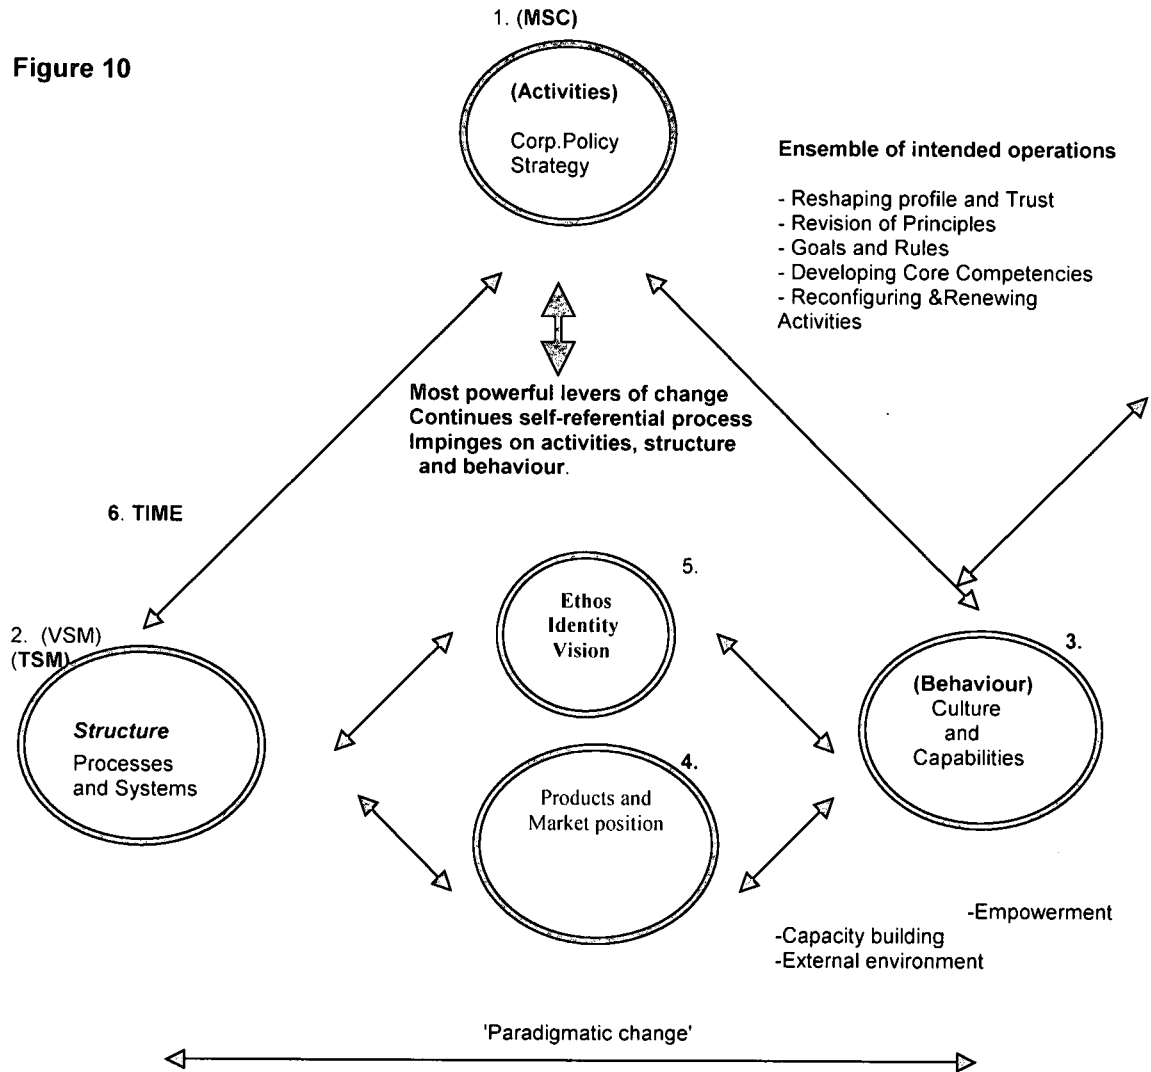 1. (MSC)
Figure 10
(Activities)
Corp.Policy
Strategy
Ensemble of intended operations
- Reshaping profile and Trust
- Revision of Principles
- Goals and Rules
- Developing Core Competencies
- Reconfiguring &Renewing
Activities
Most powerful levers of change
Continues self-referential process
Impinges on activities, structure
and behaviour.
6. TIME
5.
Ethos
Identity
Vision
2. (VSM)
(TSM)
Structure
Processes
and Systems
3.
(Behaviour)
Culture
and
Capabilities
4.
Products and
Market position
-Empowerment
-Capacity building
-External environment
'Paradigmatic change'